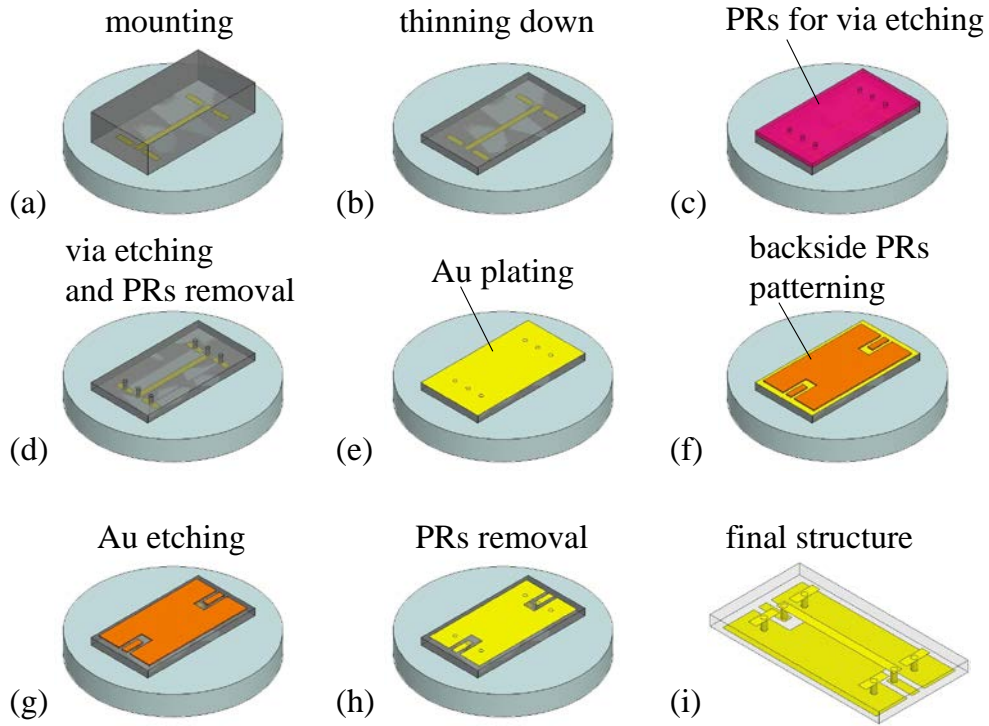 mounting
thinning down
PRs for via etching
(a)
(b)
(c)
via etching
and PRs removal
Au plating
backside PRs
patterning
(d)
(e)
(f)
Au etching
PRs removal
final structure
(g)
(h)
(i)